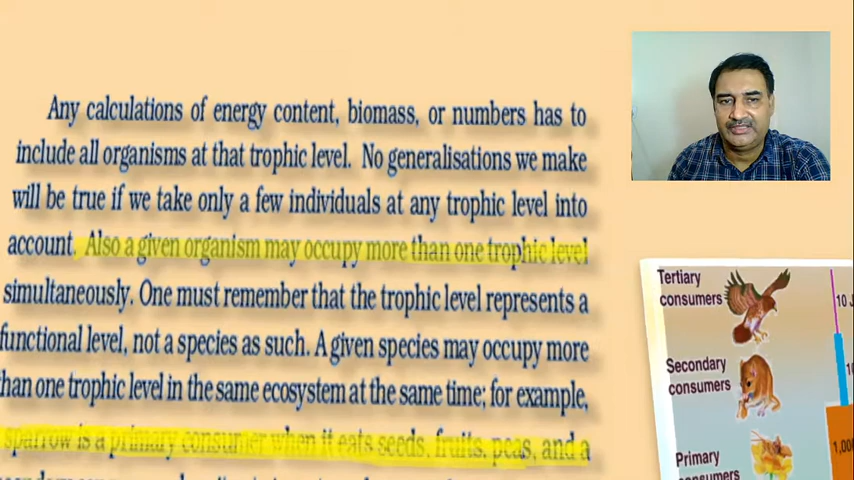 Any calculations of energy content, biomass, or numbers has to
include all organisms at that trophic level. No generalisations we make
will be true if we take only a few individuals at any trophic level into
account. Also a given organism may occupy more than one trophic level
simultaneously. One must remember that the trophic level represents a
functional level, not a species as such. A given species may occupy more
than one trophic level in the same ecosystem at the same time; for example,
sparrow is a primary consumer when it eats seeds, fruits, peas, and a
Tertiary
consumers
10 J
Secondary
consumers
Primary
consumers
1,000